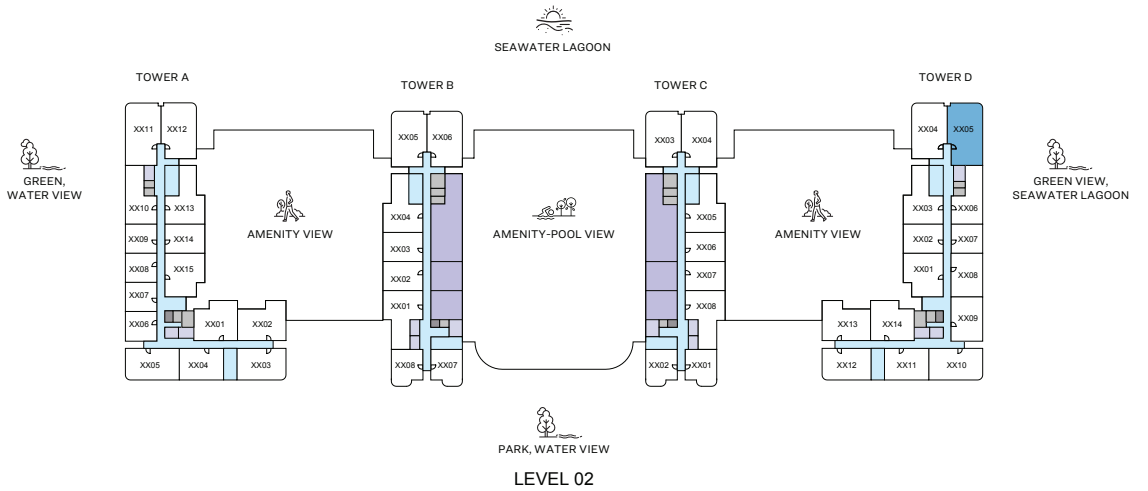 SEAWATER LAGOON
TOWER A
TOWER B
TOWER C
TOWER D
XX11
XX12
XX05
XX06
XX03
XX04
XX04
XX05
GREEN,
WATER VIEW
GREEN VIEW,
SEAWATER LAGOON
XX10
XX13
XX04
XX05
XX03
XX06
AMENITY VIEW
AMENITY-POOL VIEW
AMENITY VIEW
XX09
XX14
XX03
XX06
XX02
XX07
XX08
XX15
XX02
XX07
XX01
XX08
XX07
XX01
XX08
XX06
XX01
XX02
XX13
XX14
XX09
XX05
XX04
XX03
XX08
XX07
XX02
XX01
XX12
XX11
XX10
PARK, WATER VIEW
LEVEL 02